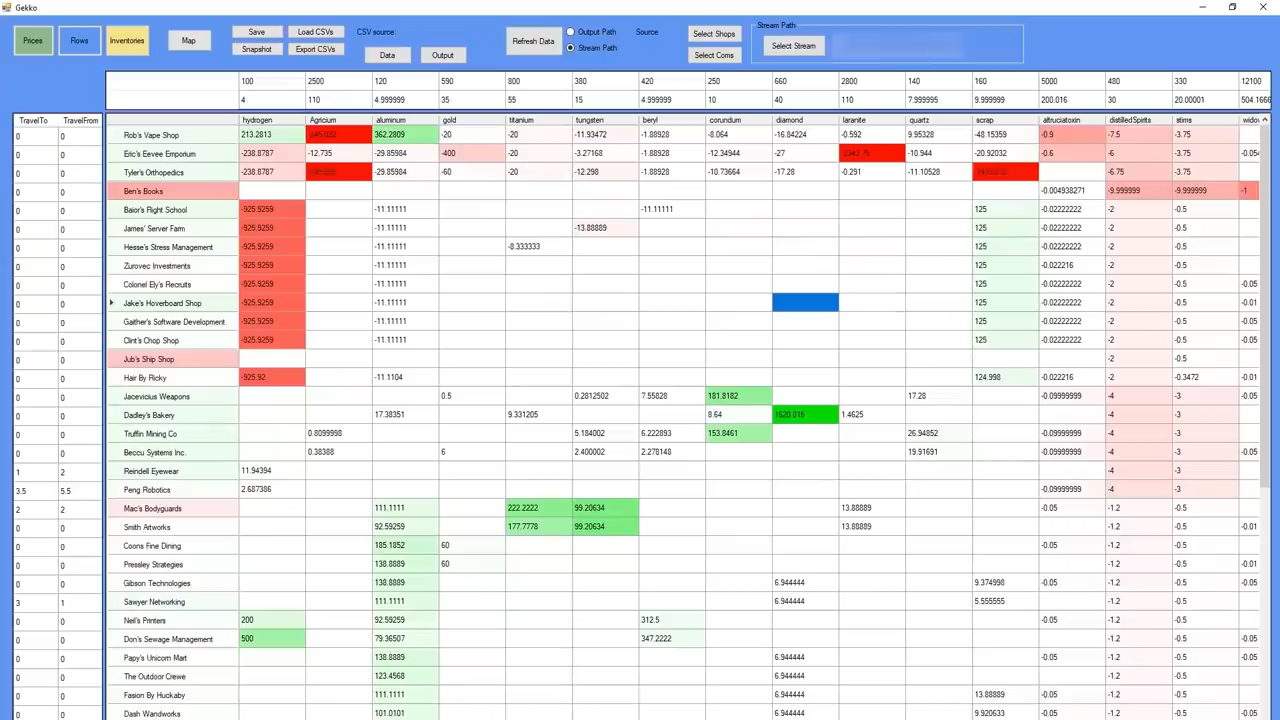 Gekko
Prices Flows Inventories Map Save Load CSVs CSV source: Snapshot Export CSVs Data Output Refresh Data Output Path Stream Path Source Select Shops Select Coms Stream Path Select Stream
100 2500 120 590 800 380 420 250 660 2800 140 160 5000 480 330 12100
4 110 4.999999 35 55 15 4.999999 10 40 110 7.999995 9.999999 200.016 30 20.00001 504.1666
TravelTo TravelFrom hydrogen Agricium aluminum gold titanium tungsten beryl corundum diamond laranite quartz scrap altruciatoxin distilledSpirits stims
0 0 Rob's Vape Shop 213.2813 362.2809 -20 -20 -11.93472 -1.88928 -8.064 -16.84224 -0.592 9.95328 -48.15359 -0.9 -7.5 -3.75
0 0 Eric's Eevee Emporium -238.8787 -12.735 -29.85984 -400 -20 -3.27168 -1.88928 -12.34944 -27 -10.944 -20.92032 -0.6 -6 -3.75 -0.054
0 0 Tyler's Orthopedics -238.8787 -29.85984 -60 -20 -12.298 -1.88928 -10.73664 -17.28 -0.291 -11.10528 -6.75 -3.75
0 0 Ben's Books -0.004938271 -9.999999 -9.999999 -1
0 0 Baior's Flight School -925.9259 -11.11111 -11.11111 125 -0.02222222 -2 -0.5
0 0 James' Server Farm -925.9259 -11.11111 -13.88889 125 -0.02222222 -2 -0.5
0 0 Hesse's Stress Management -925.9259 -11.11111 -8.333333 125 -0.02222222 -2 -0.5
0 0 Zurovec Investments -925.9259 -11.11111 125 -0.022216 -2 -0.5
0 0 Colonel Ely's Recruits -925.9259 -11.11111 125 -0.02222222 -2 -0.5 -0.05
0 0 Jake's Hoverboard Shop -925.9259 -11.11111 125 -0.02222222 -2 -0.5 -0.01
0 0 Gaither's Software Development -925.9259 -11.11111 125 -0.02222222 -2 -0.5 -0.05
0 0 Clint's Chop Shop -925.9259 -11.11111 125 -0.02222222 -2 -0.5 -0.05
0 0 Jub's Ship Shop -2 -0.5
0 0 Hair By Ricky -925.92 -11.1104 124.998 -0.022216 -2 -0.3472 -0.01
0 0 Jacevicius Weapons 0.5 0.2812502 7.55828 181.8182 17.28 -0.09999999 -4 -3
0 0 Dadley's Bakery 17.38351 9.331205 8.64 1620.016 1.4625 -4 -3
0 0 Truffin Mining Co 0.8099998 5.184002 6.222893 153.8461 26.94852 -0.09999999 -4 -3
0 0 Beccu Systems Inc. 0.38388 6 2.400002 2.278148 19.91691 -0.09999999 -4 -3 -0.05
1 2 Reindell Eyewear 11.94394 -4 -3
3.5 5.5 Peng Robotics 2.687386 -0.09999999 -4 -3
2 2 Mac's Bodyguards 111.1111 222.2222 99.20634 13.88889 -0.05 -1.2 -0.5
0 0 Smith Artworks 92.59259 177.7778 99.20634 13.88889 -1.2 -0.5 -0.01
0 0 Coons Fine Dining 185.1852 60 -0.05 -1.2 -0.5
0 0 Pressley Strategies 138.8889 60 -1.2 -0.5 -0.01
0 0 Gibson Technologies 138.8889 6.944444 9.374998 -0.05 -1.2 -0.5 -0.05
3 1 Sawyer Networking 111.1111 6.944444 5.555555 -1.2 -0.5 -0.05
0 0 Neil's Printers 200 92.59259 312.5 -0.05 -1.2 -0.5
0 0 Don's Sewage Management 500 79.36507 347.2222 -1.2 -0.5 -0.05
0 0 Papy's Unicorn Mart 138.8889 6.944444 -0.05 -1.2 -0.5 -0.05
0 0 The Outdoor Crewe 123.4568 6.944444 -1.2 -0.5
0 0 Fasion By Huckaby 111.1111 6.944444 13.88889 -0.05 -1.2 -0.5 -0.01
0 0 Dash Wandworks 101.0101 6.944444 9.920633 -0.05 -1.2 -0.5 -0.05